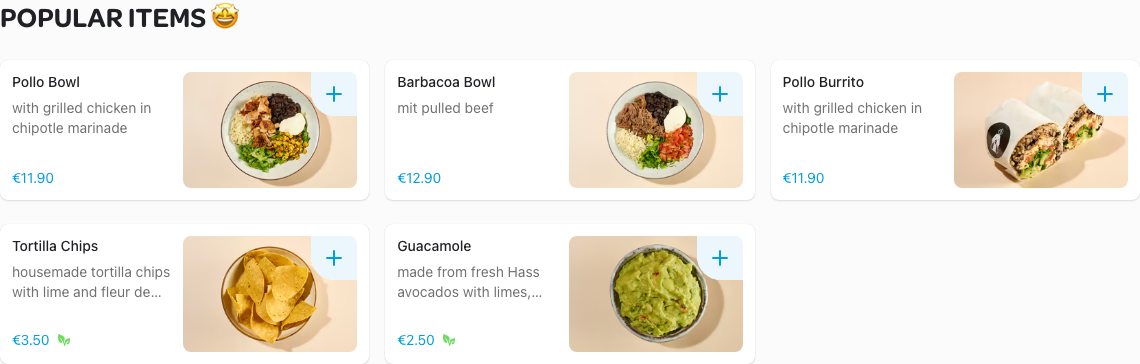 POPULAR ITEMS 🤩
Pollo Bowl
with grilled chicken in
chipotle marinade
€11.90
Barbacoa Bowl
mit pulled beef
€12.90
Pollo Burrito
with grilled chicken in
chipotle marinade
€11.90
Tortilla Chips
housemade tortilla chips
with lime and fleur de...
€3.50
Guacamole
made from fresh Hass
avocados with limes,...
€2.50